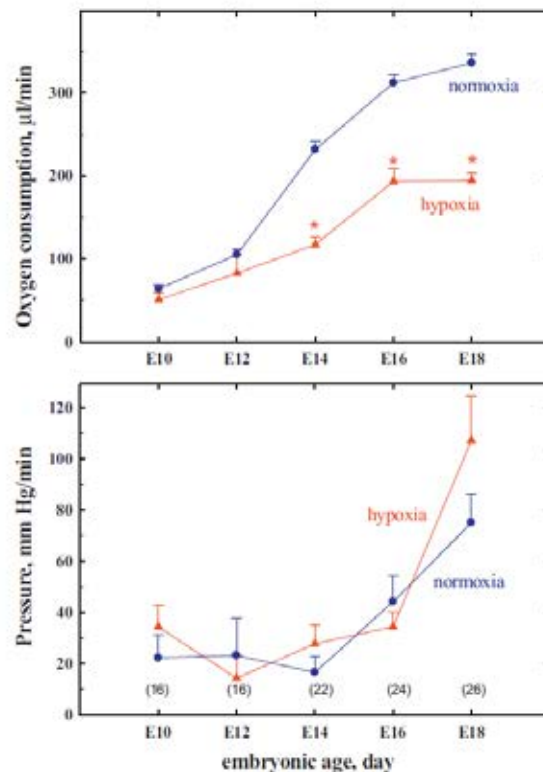 Oxygen consumption, µl/min
300
200
100
0
normoxia
*
*
*
hypoxia
E10 E12 E14 E16 E18
Pressure, mm Hg/min
120
100
80
60
40
20
0
hypoxia
normoxia
(16) (16) (22) (24) (26)
E10 E12 E14 E16 E18
embryonic age, day